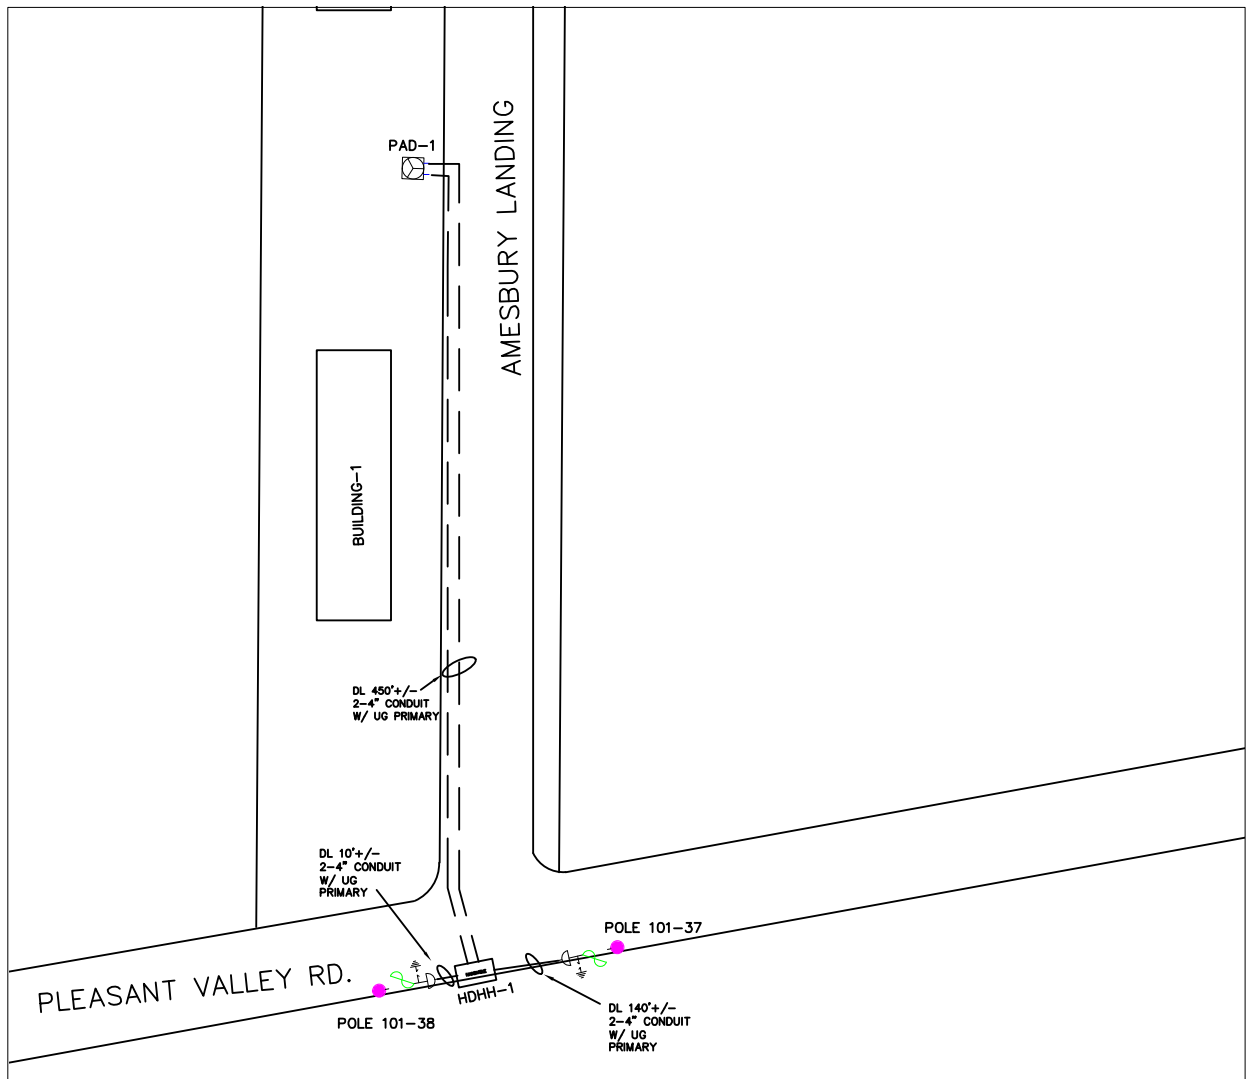 PAD-1
AMESBURY LANDING
BUILDING-1
DL 450'+/-
2-4" CONDUIT
W/ UG PRIMARY
DL 10'+/-
2-4" CONDUIT
W/ UG
PRIMARY
POLE 101-37
PLEASANT VALLEY RD.
HDHH-1
POLE 101-38
DL 140'+/-
2-4" CONDUIT
W/ UG
PRIMARY